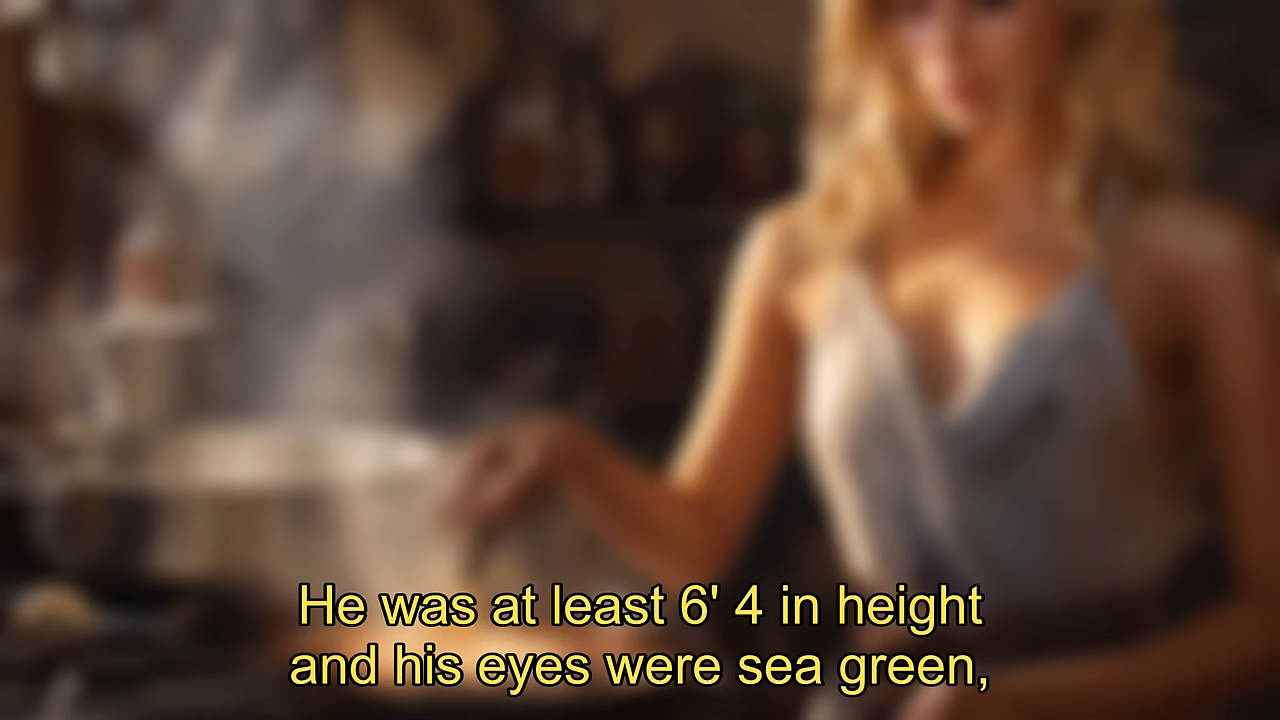 He was at least 6' 4 in height
and his eyes were sea green,